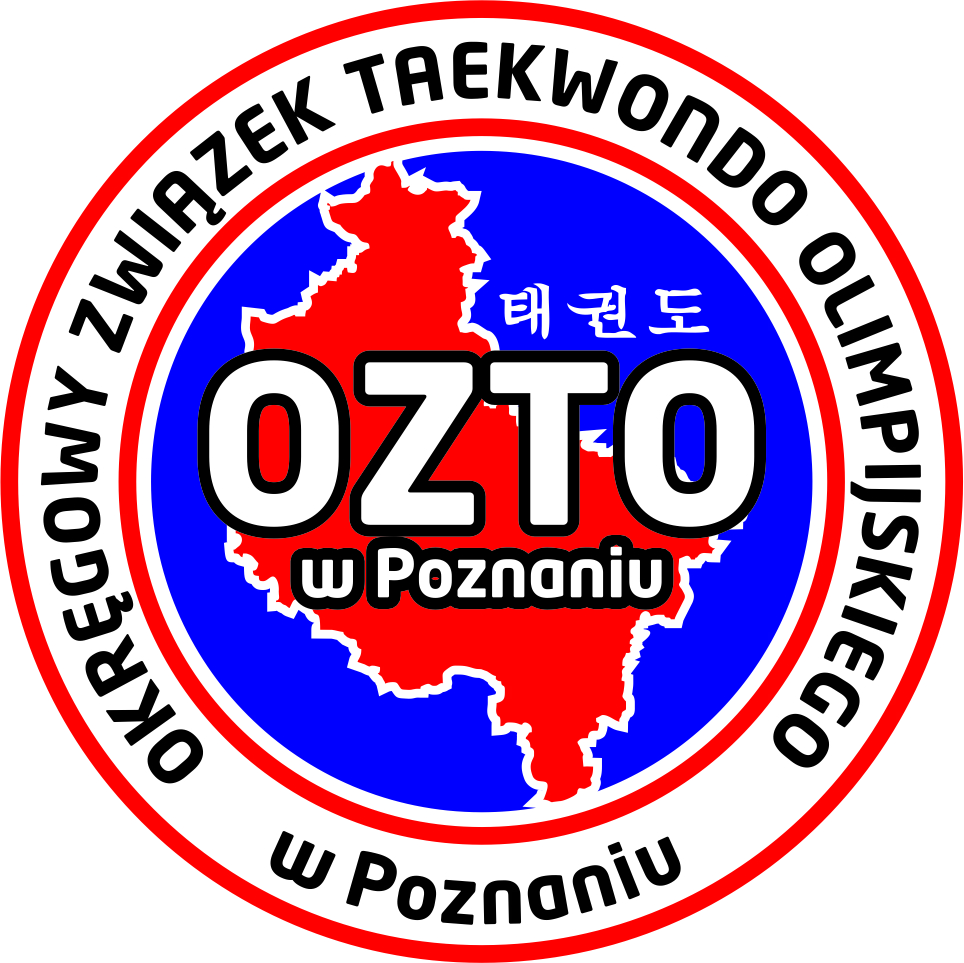 OKRĘGOWY ZWIĄZEK TAEKWONDO OLIMPIJSKIEGO
태권도
OZTO
w Poznaniu
w Poznaniu